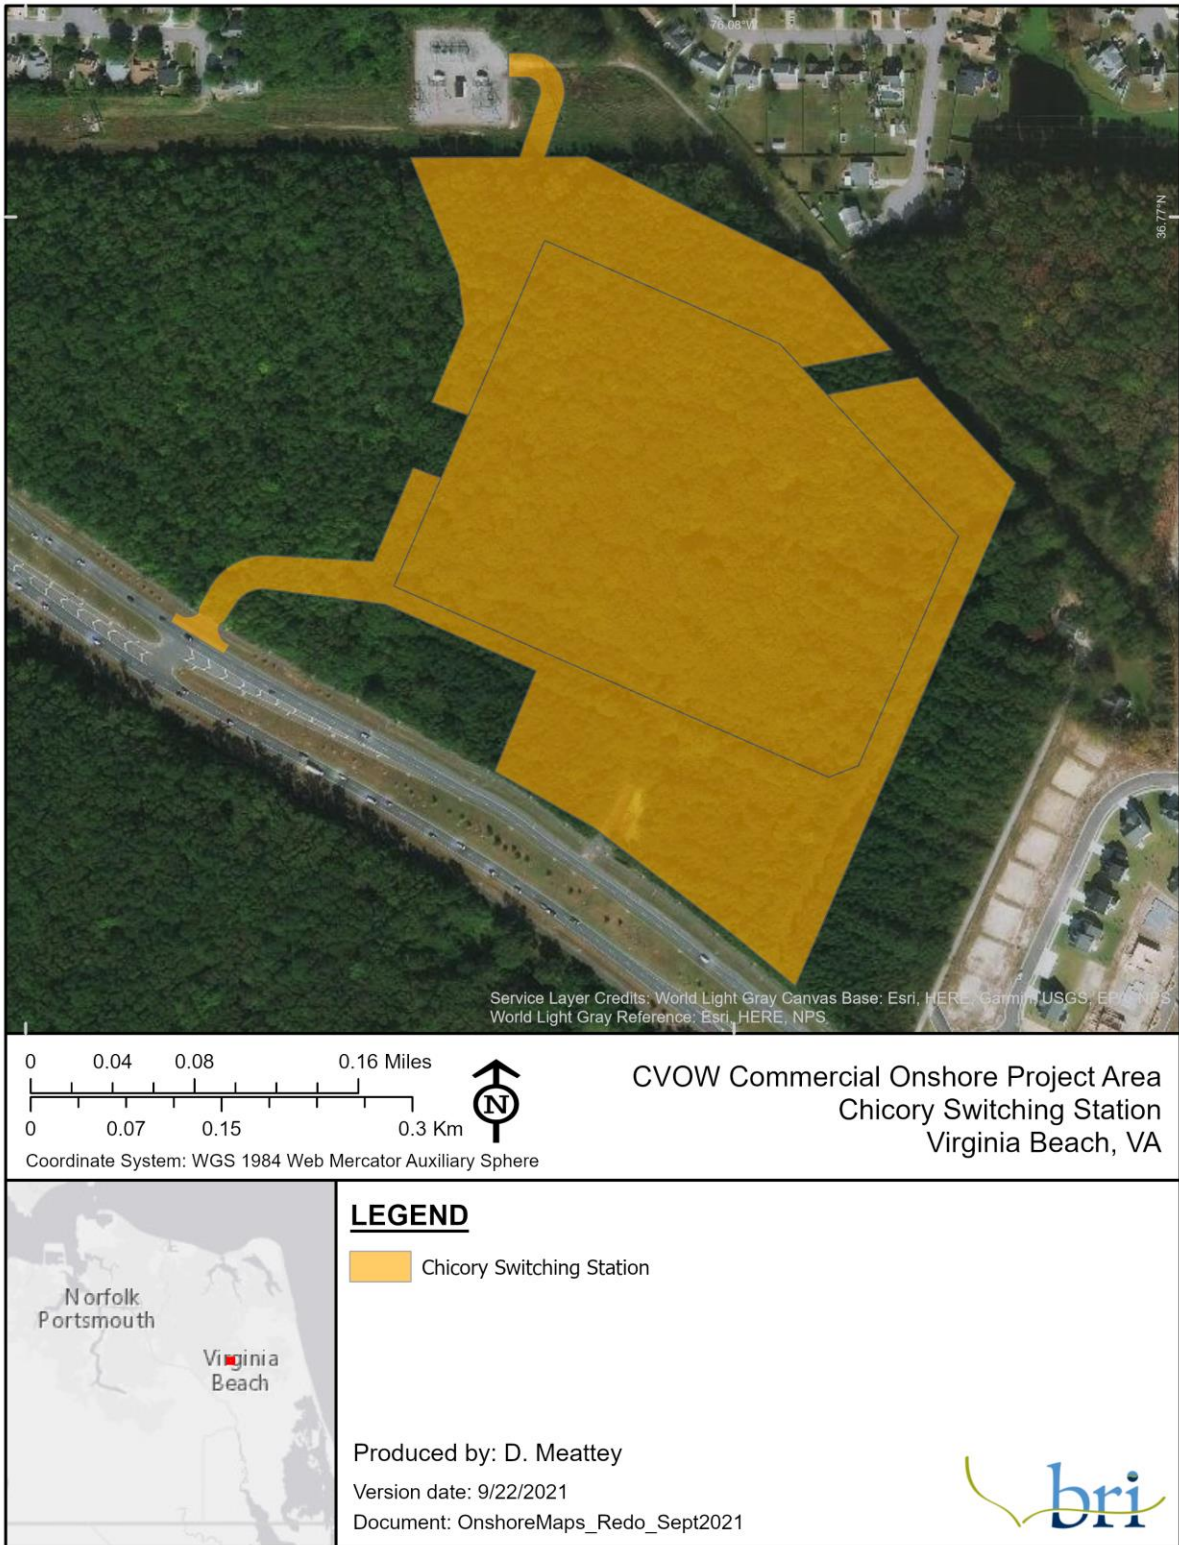 76.08°W
36.77°N
Service Layer Credits: World Light Gray Canvas Base: Esri, HERE, Garmin, USGS, EPA, NPS
World Light Gray Reference: Esri, HERE, NPS
0 0.04 0.08 0.16 Miles
0 0.07 0.15 0.3 Km
N
Coordinate System: WGS 1984 Web Mercator Auxiliary Sphere
CVOW Commercial Onshore Project Area
Chicory Switching Station
Virginia Beach, VA
Norfolk
Portsmouth
Virginia
Beach
LEGEND
Chicory Switching Station
Produced by: D. Meattey
Version date: 9/22/2021
Document: OnshoreMaps_Redo_Sept2021
bri